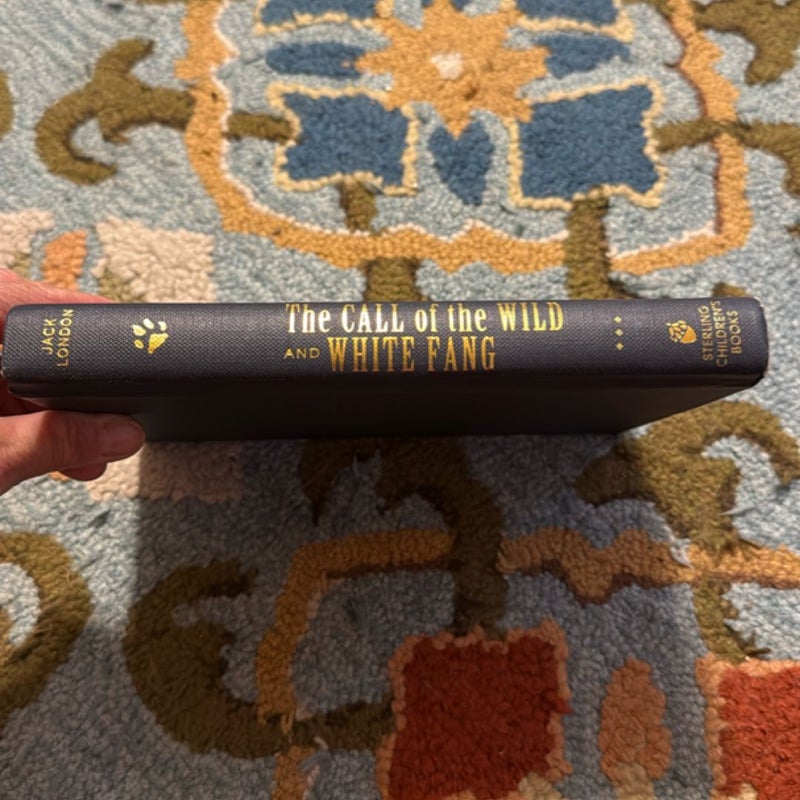 JACK
LONDON
The CALL of the WILD
AND WHITE FANG
STERLING
CHILDREN'S
BOOKS